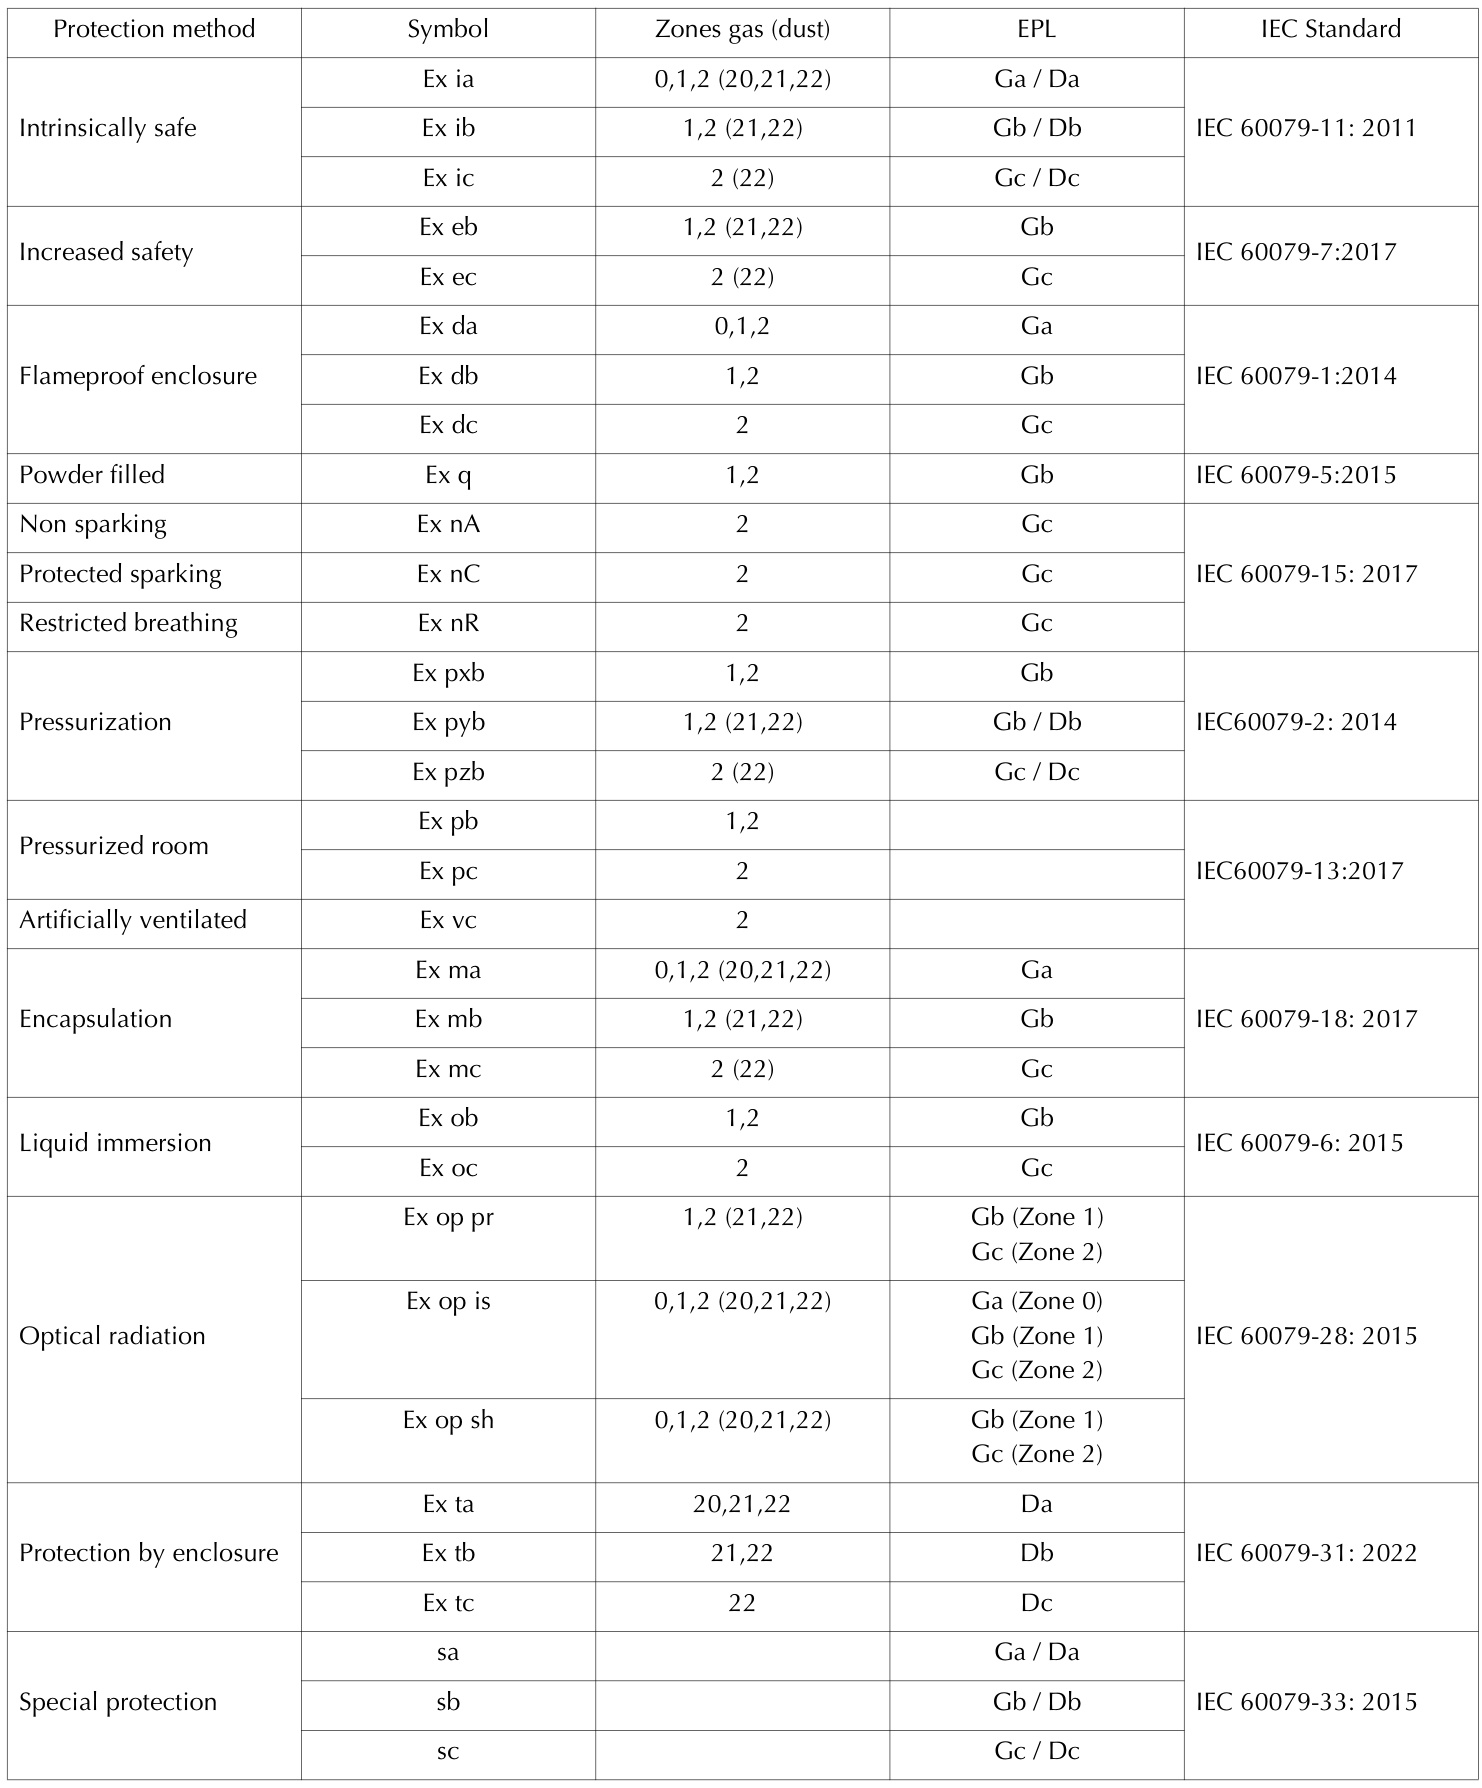 Protection method Symbol Zones gas (dust) EPL IEC Standard
Ex ia 0,1,2 (20,21,22) Ga / Da
Intrinsically safe Ex ib 1,2 (21,22) Gb / Db IEC 60079-11: 2011
Ex ic 2 (22) Gc / Dc
Increased safety Ex eb 1,2 (21,22) Gb IEC 60079-7:2017
Ex ec 2 (22) Gc
Ex da 0,1,2 Ga
Flameproof enclosure Ex db 1,2 Gb IEC 60079-1:2014
Ex dc 2 Gc
Powder filled Ex q 1,2 Gb IEC 60079-5:2015
Non sparking Ex nA 2 Gc
Protected sparking Ex nC 2 Gc IEC 60079-15: 2017
Restricted breathing Ex nR 2 Gc
Ex pxb 1,2 Gb
Pressurization Ex pyb 1,2 (21,22) Gb / Db IEC60079-2: 2014
Ex pzb 2 (22) Gc / Dc
Pressurized room Ex pb 1,2
Ex pc 2 IEC60079-13:2017
Artificially ventilated Ex vc 2
Ex ma 0,1,2 (20,21,22) Ga
Encapsulation Ex mb 1,2 (21,22) Gb IEC 60079-18: 2017
Ex mc 2 (22) Gc
Liquid immersion Ex ob 1,2 Gb IEC 60079-6: 2015
Ex oc 2 Gc
Ex op pr 1,2 (21,22) Gb (Zone 1)
Gc (Zone 2)
Ex op is 0,1,2 (20,21,22) Ga (Zone 0)
Optical radiation Gb (Zone 1) IEC 60079-28: 2015
Gc (Zone 2)
Ex op sh 0,1,2 (20,21,22) Gb (Zone 1)
Gc (Zone 2)
Ex ta 20,21,22 Da
Protection by enclosure Ex tb 21,22 Db IEC 60079-31: 2022
Ex tc 22 Dc
sa Ga / Da
Special protection sb Gb / Db IEC 60079-33: 2015
sc Gc / Dc